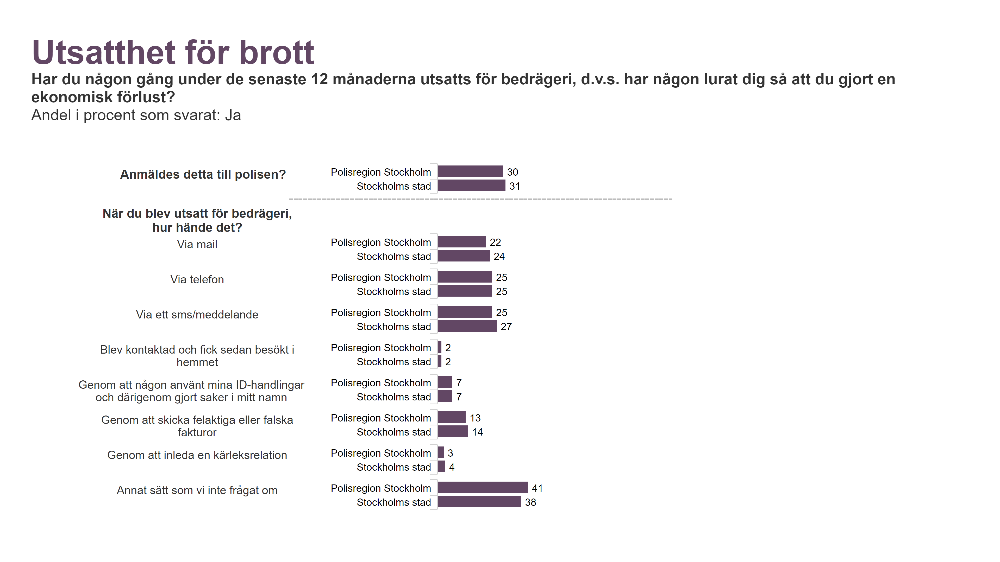 Utsatthet för brott
Har du någon gång under de senaste 12 månaderna utsatts för bedrägeri, d.v.s. har någon lurat dig så att du gjort en
ekonomisk förlust?
Andel i procent som svarat: Ja
Anmäldes detta till polisen?
Polisregion Stockholm 30
Stockholms stad 31
När du blev utsatt för bedrägeri,
hur hände det?
Via mail
Polisregion Stockholm 22
Stockholms stad 24
Via telefon
Polisregion Stockholm 25
Stockholms stad 25
Via ett sms/meddelande
Polisregion Stockholm 25
Stockholms stad 27
Blev kontaktad och fick sedan besökt i
hemmet
Polisregion Stockholm 2
Stockholms stad 2
Genom att någon använt mina ID-handlingar
och därigenom gjort saker i mitt namn
Polisregion Stockholm 7
Stockholms stad 7
Genom att skicka felaktiga eller falska
fakturor
Polisregion Stockholm 13
Stockholms stad 14
Genom att inleda en kärleksrelation
Polisregion Stockholm 3
Stockholms stad 4
Annat sätt som vi inte frågat om
Polisregion Stockholm 41
Stockholms stad 38